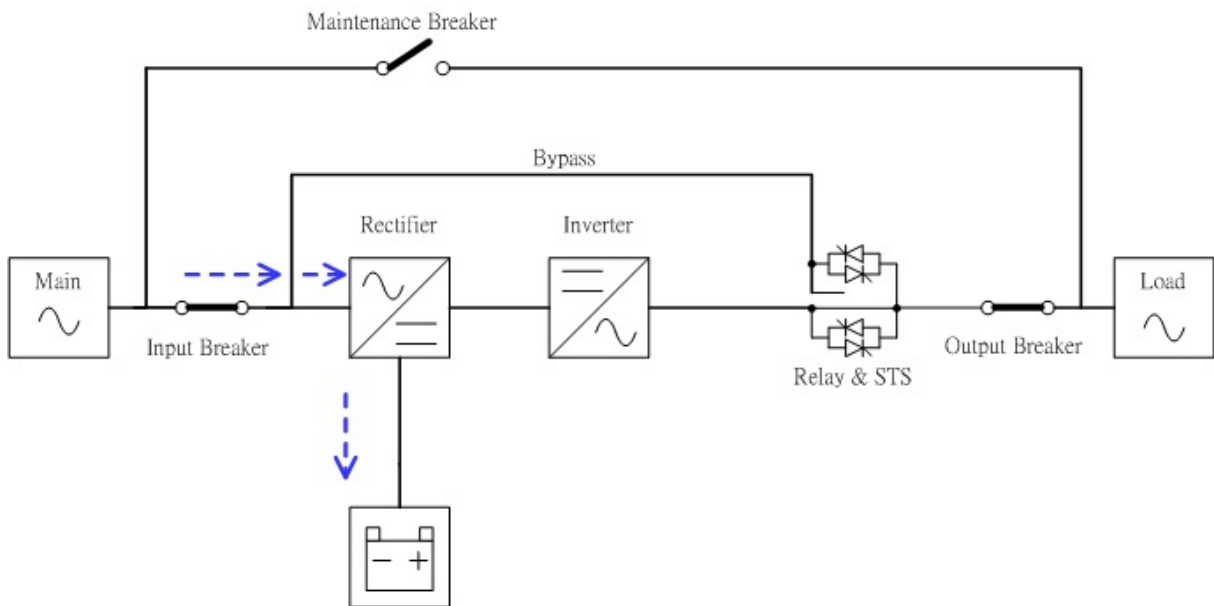 Maintenance Breaker
Bypass
Rectifier
Inverter
Main
Load
Input Breaker
Output Breaker
Relay & STS
− +